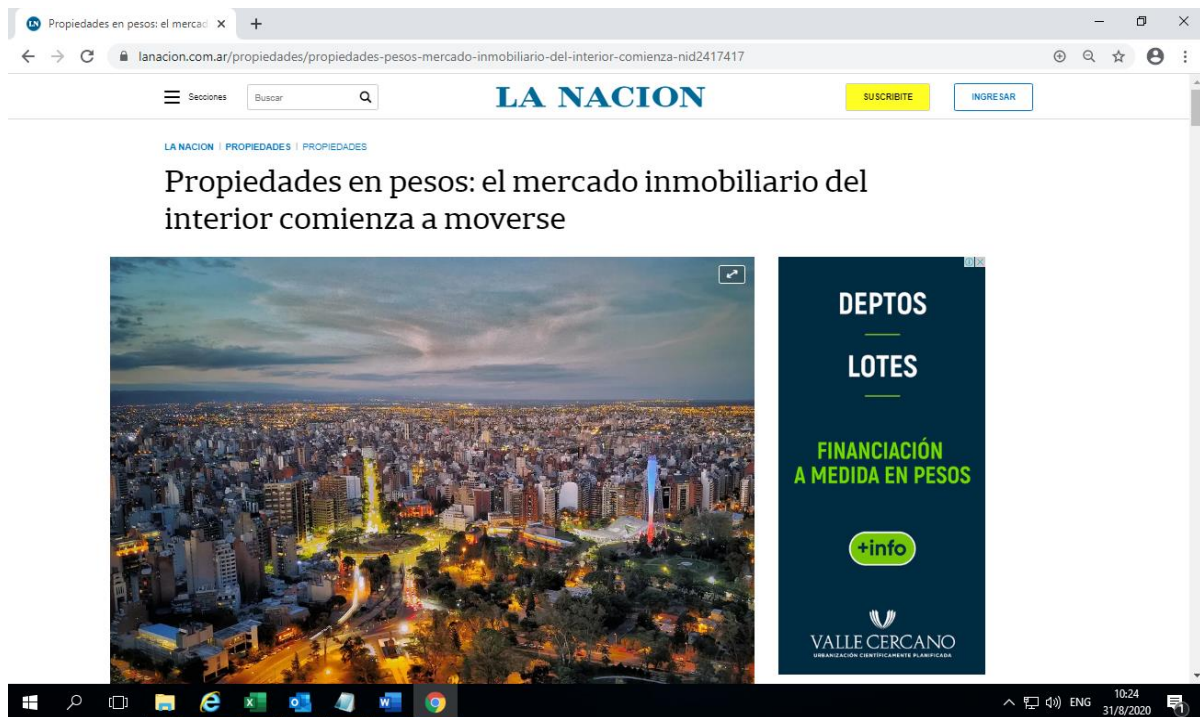 Propiedades en pesos: el mercad
lanacion.com.ar/propiedades/propiedades-pesos-mercado-inmobiliario-del-interior-comienza-nid2417417
Secciones
Buscar
LA NACION
SUSCRIBITE
INGRESAR
LA NACION | PROPIEDADES | PROPIEDADES
Propiedades en pesos: el mercado inmobiliario del
interior comienza a moverse
DEPTOS
LOTES
FINANCIACIÓN
A MEDIDA EN PESOS
+info
VALLE CERCANO
URBANIZACIÓN CIENTÍFICAMENTE PLANIFICADA
ENG
10:24
31/8/2020
1